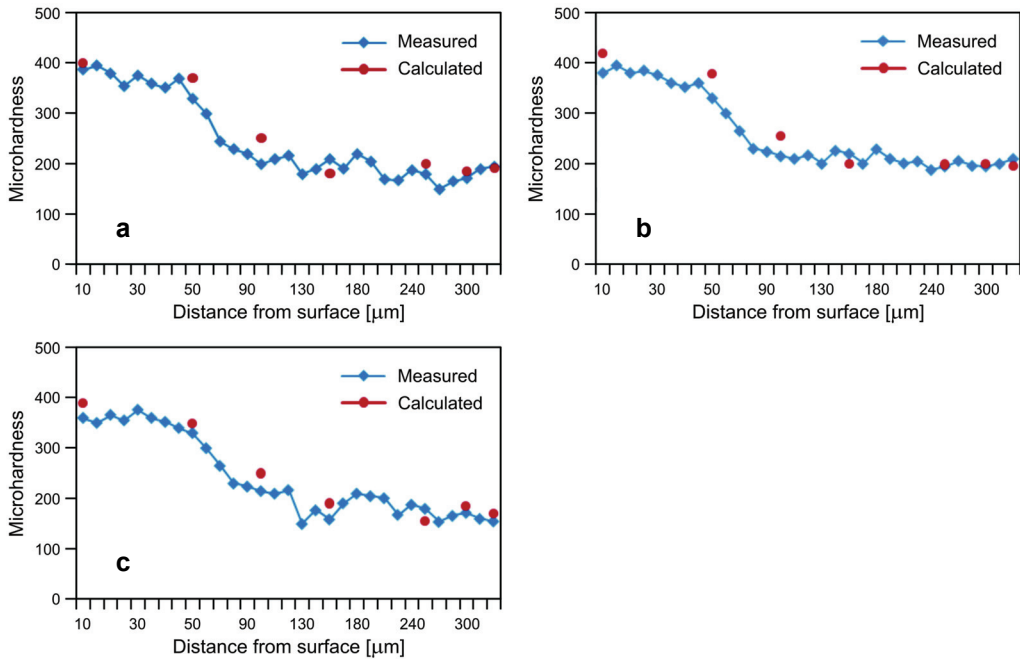 500
400
300
200
100
0
Microhardness
Measured
Calculated
a
10 30 50 90 130 180 240 300
Distance from surface [μm]
500
400
300
200
100
0
Microhardness
Measured
Calculated
b
10 30 50 90 130 180 240 300
Distance from surface [μm]
500
400
300
200
100
0
Microhardness
Measured
Calculated
c
10 30 50 90 130 180 240 300
Distance from surface [μm]